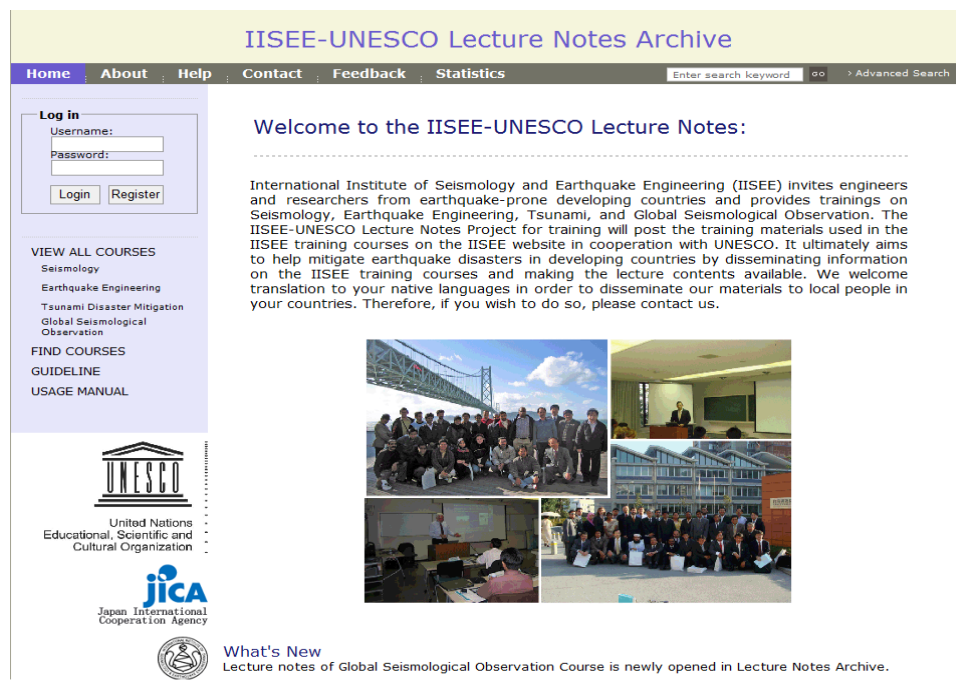 IISEE-UNESCO Lecture Notes Archive
Home About Help Contact Feedback Statistics Enter search keyword GO > Advanced Search
Log in
Username:
Password:
Login Register
VIEW ALL COURSES
Seismology
Earthquake Engineering
Tsunami Disaster Mitigation
Global Seismological
Observation
FIND COURSES
GUIDELINE
USAGE MANUAL
UNESCO
United Nations
Educational, Scientific and
Cultural Organization
jICA
Japan International
Cooperation Agency
Welcome to the IISEE-UNESCO Lecture Notes:
International Institute of Seismology and Earthquake Engineering (IISEE) invites engineers
and researchers from earthquake-prone developing countries and provides trainings on
Seismology, Earthquake Engineering, Tsunami, and Global Seismological Observation. The
IISEE-UNESCO Lecture Notes Project for training will post the training materials used in the
IISEE training courses on the IISEE website in cooperation with UNESCO. It ultimately aims
to help mitigate earthquake disasters in developing countries by disseminating information
on the IISEE training courses and making the lecture contents available. We welcome
translation to your native languages in order to disseminate our materials to local people in
your countries. Therefore, if you wish to do so, please contact us.
What's New
Lecture notes of Global Seismological Observation Course is newly opened in Lecture Notes Archive.